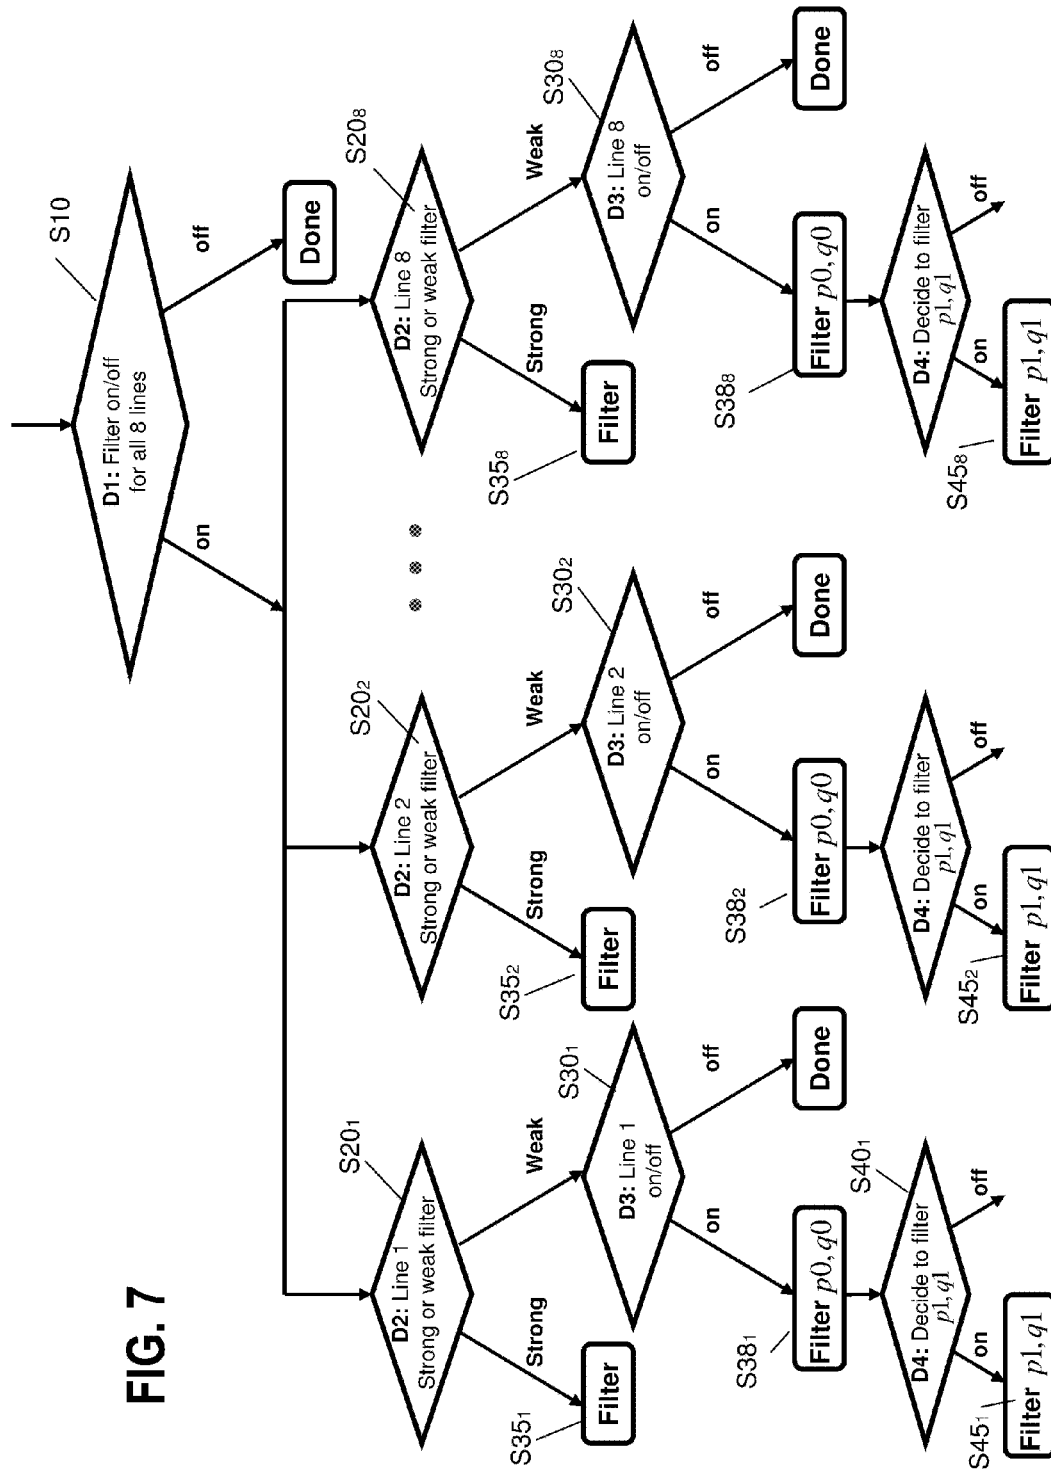 FIG. 7
S10
D1: Filter on/off
for all 8 lines
on
off
Done
S20₁
D2: Line 1
Strong or weak filter
S20₂
D2: Line 2
Strong or weak filter
S20₈
D2: Line 8
Strong or weak filter
Strong
Weak
Strong
Weak
Strong
Weak
S35₁
Filter
S30₁
D3: Line 1
on/off
S35₂
Filter
S30₂
D3: Line 2
on/off
S35₈
Filter
S30₈
D3: Line 8
on/off
on
off
on
off
on
off
S38₁
Filter p0, q0
Done
S38₂
Filter p0, q0
Done
S38₈
Filter p0, q0
Done
S40₁
D4: Decide to filter
p1, q1
D4: Decide to filter
p1, q1
D4: Decide to filter
p1, q1
on
off
on
off
on
off
S45₁
Filter p1, q1
S45₂
Filter p1, q1
S45₈
Filter p1, q1